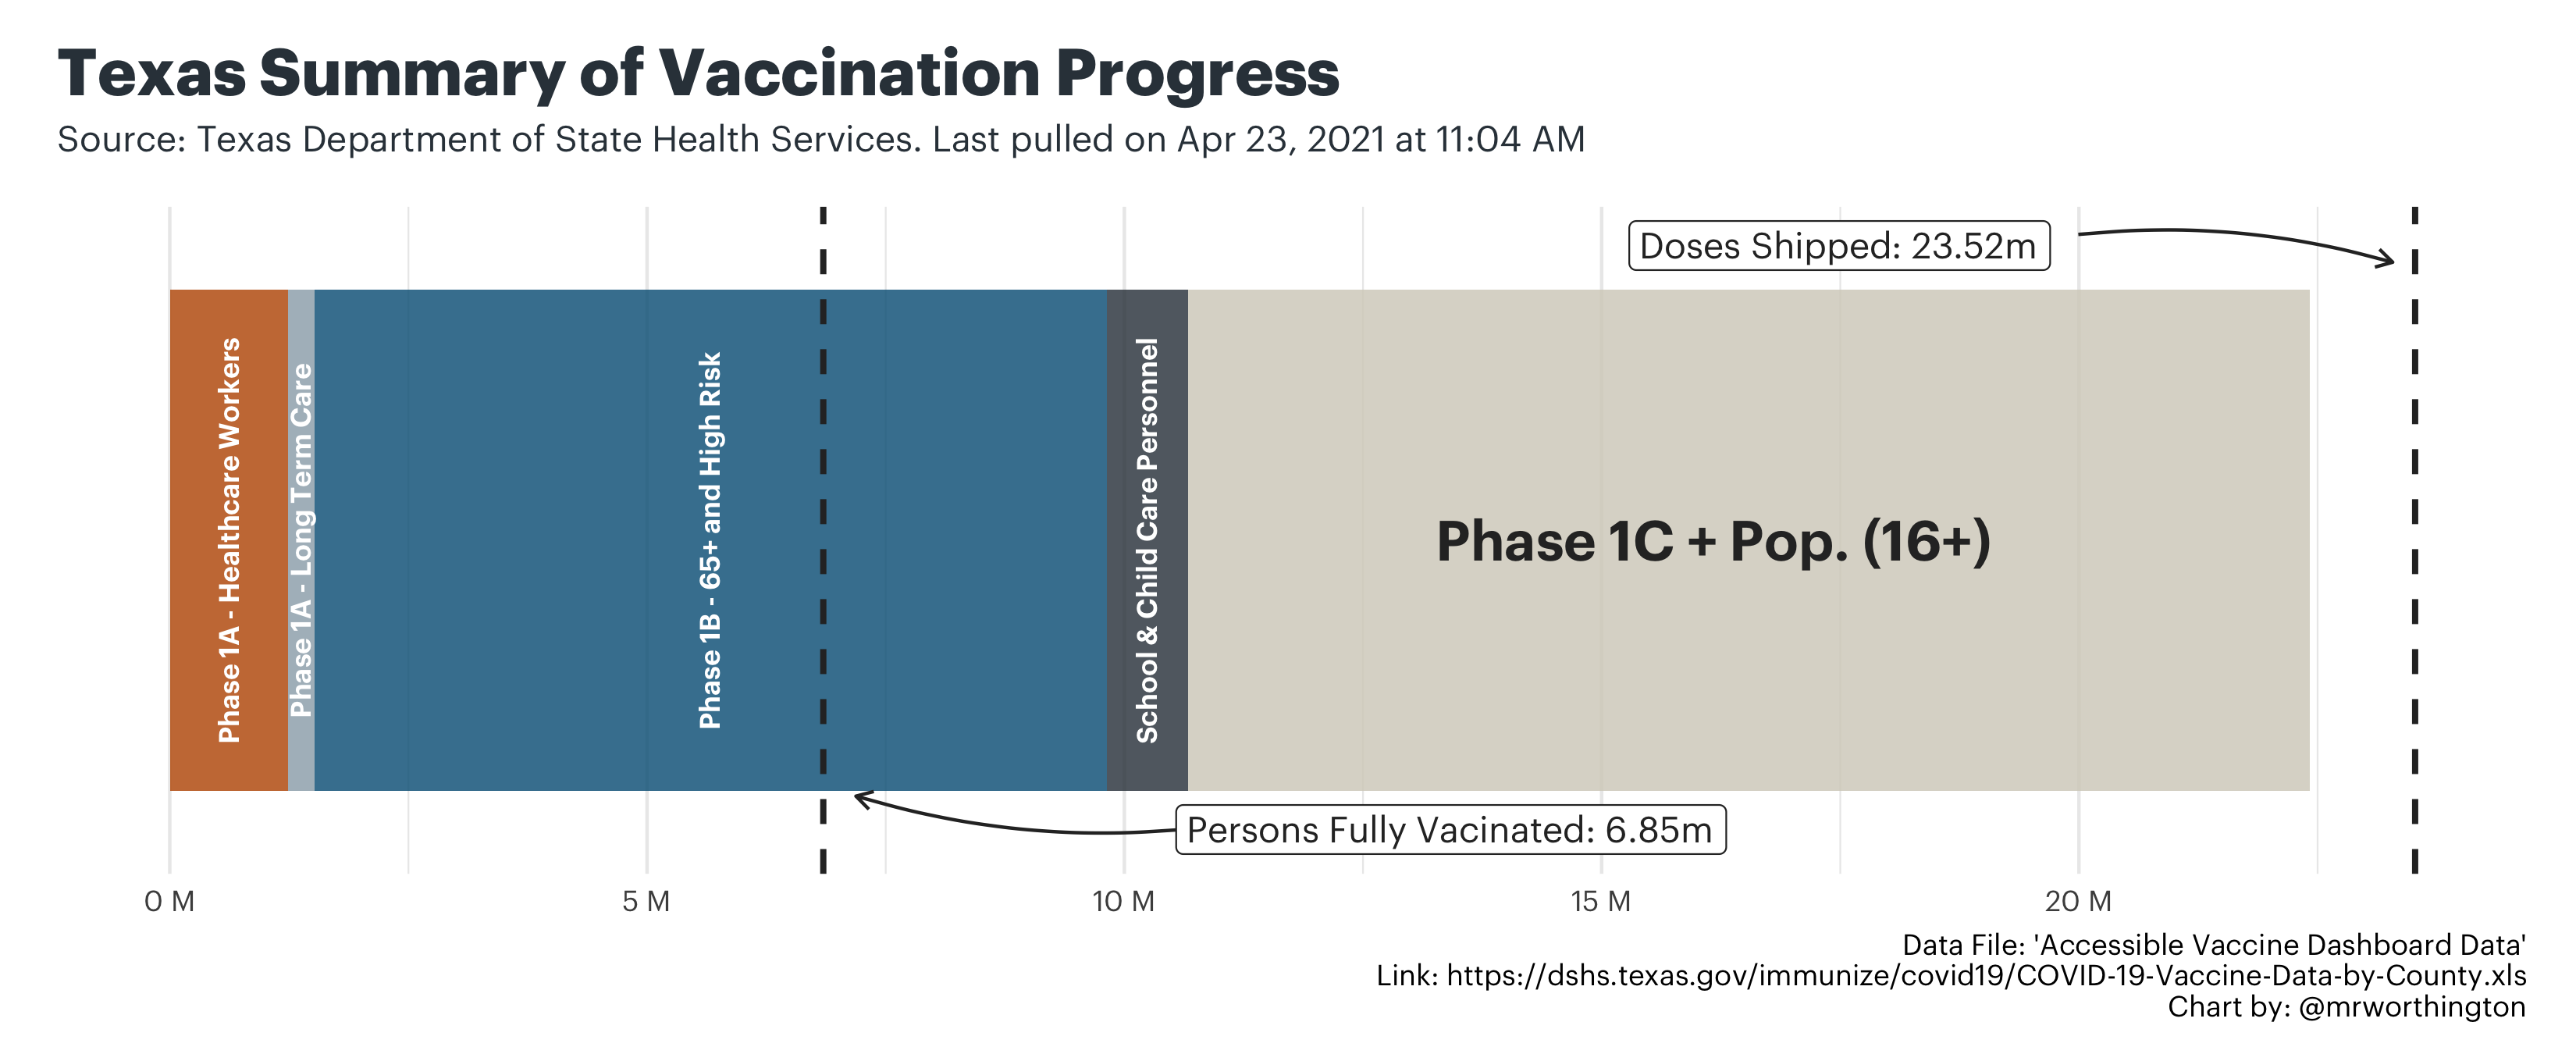 Texas Summary of Vaccination Progress
Source: Texas Department of State Health Services. Last pulled on Apr 23, 2021 at 11:04 AM
Doses Shipped: 23.52m
Phase 1A - Healthcare Workers
Phase 1A - Long Term Care
Phase 1B - 65+ and High Risk
School & Child Care Personnel
Phase 1C + Pop. (16+)
Persons Fully Vacinated: 6.85m
0 M
5 M
10 M
15 M
20 M
Data File: 'Accessible Vaccine Dashboard Data'
Link: https://dshs.texas.gov/immunize/covid19/COVID-19-Vaccine-Data-by-County.xls
Chart by: @mrworthington